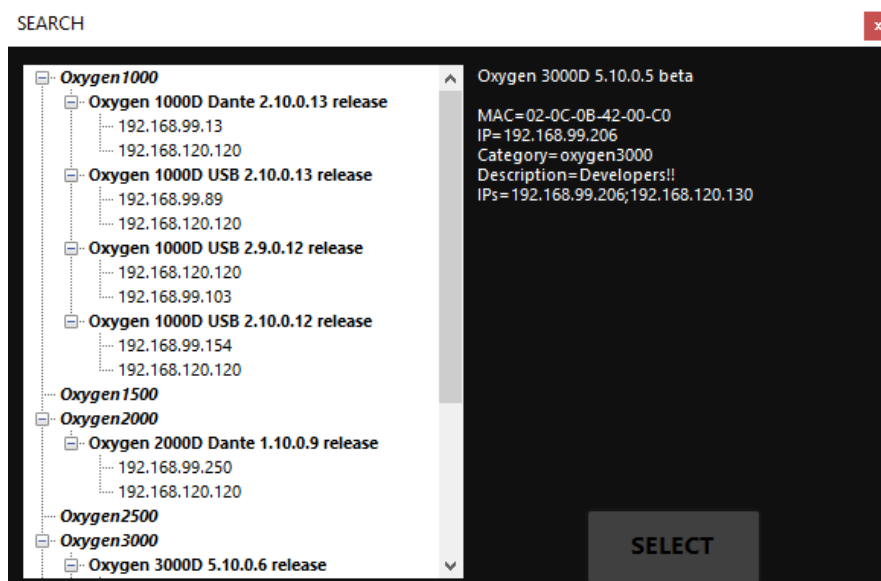 SEARCH
x
Oxygen1000
Oxygen 1000D Dante 2.10.0.13 release
192.168.99.13
192.168.120.120
Oxygen 1000D USB 2.10.0.13 release
192.168.99.89
192.168.120.120
Oxygen 1000D USB 2.9.0.12 release
192.168.120.120
192.168.99.103
Oxygen 1000D USB 2.10.0.12 release
192.168.99.154
192.168.120.120
Oxygen1500
Oxygen2000
Oxygen 2000D Dante 1.10.0.9 release
192.168.99.250
192.168.120.120
Oxygen2500
Oxygen3000
Oxygen 3000D 5.10.0.6 release
Oxygen 3000D 5.10.0.5 beta
MAC=02-0C-0B-42-00-C0
IP=192.168.99.206
Category=oxygen3000
Description=Developers!!
IPs=192.168.99.206;192.168.120.130
SELECT